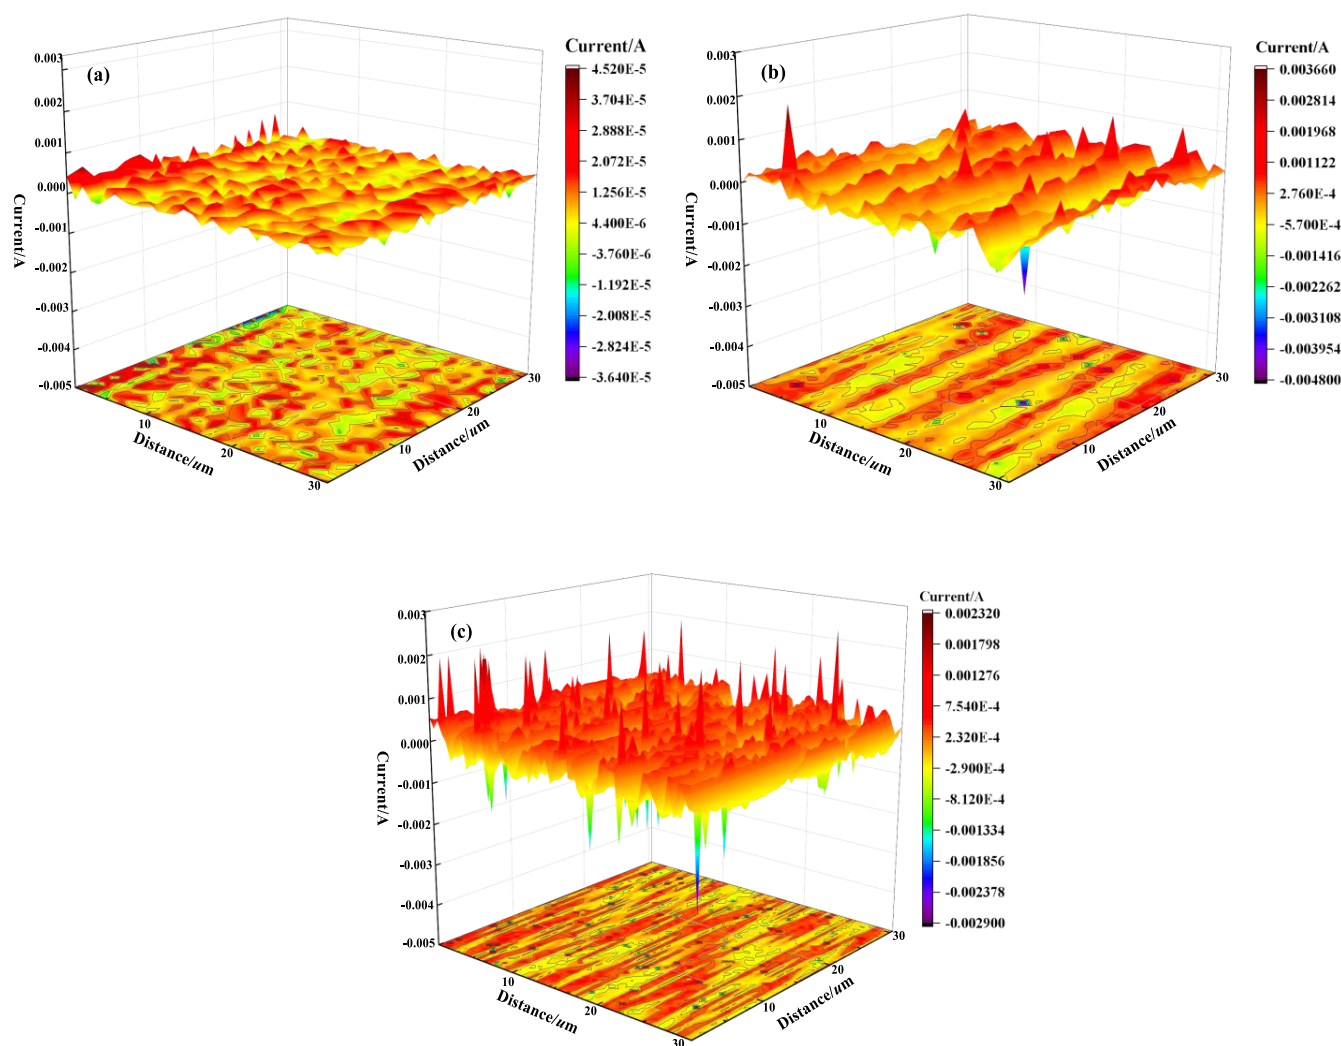 (a)
Current/A
0.003
0.002
0.001
0.000
-0.001
-0.002
-0.003
-0.004
-0.005
Current/A
10
20
30
Distance/μm
10
20
30
Distance/μm
Current/A
4.520E-5
3.704E-5
2.888E-5
2.072E-5
1.256E-5
4.400E-6
-3.760E-6
-1.192E-5
-2.008E-5
-2.824E-5
-3.640E-5
(b)
0.003
0.002
0.001
0.000
-0.001
-0.002
-0.003
-0.004
-0.005
Current/A
10
20
30
Distance/μm
10
20
30
Distance/μm
Current/A
0.003660
0.002814
0.001968
0.001122
2.760E-4
-5.700E-4
-0.001416
-0.002262
-0.003108
-0.003954
-0.004800
(c)
0.003
0.002
0.001
0.000
-0.001
-0.002
-0.003
-0.004
-0.005
Current/A
10
20
30
Distance/μm
10
20
30
Distance/μm
Current/A
0.002320
0.001798
0.001276
7.540E-4
2.320E-4
-2.900E-4
-8.120E-4
-0.001334
-0.001856
-0.002378
-0.002900